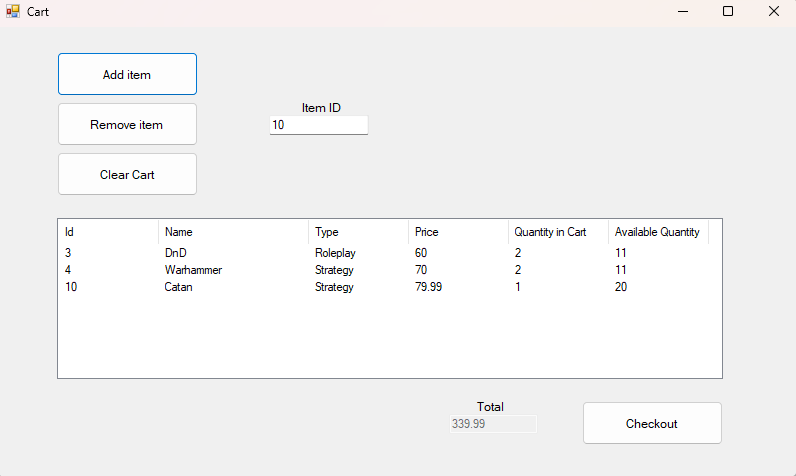 Cart
Add item
Remove item
Clear Cart
Item ID
10
Id Name Type Price Quantity in Cart Available Quantity
3 DnD Roleplay 60 2 11
4 Warhammer Strategy 70 2 11
10 Catan Strategy 79.99 1 20
Total
339.99
Checkout